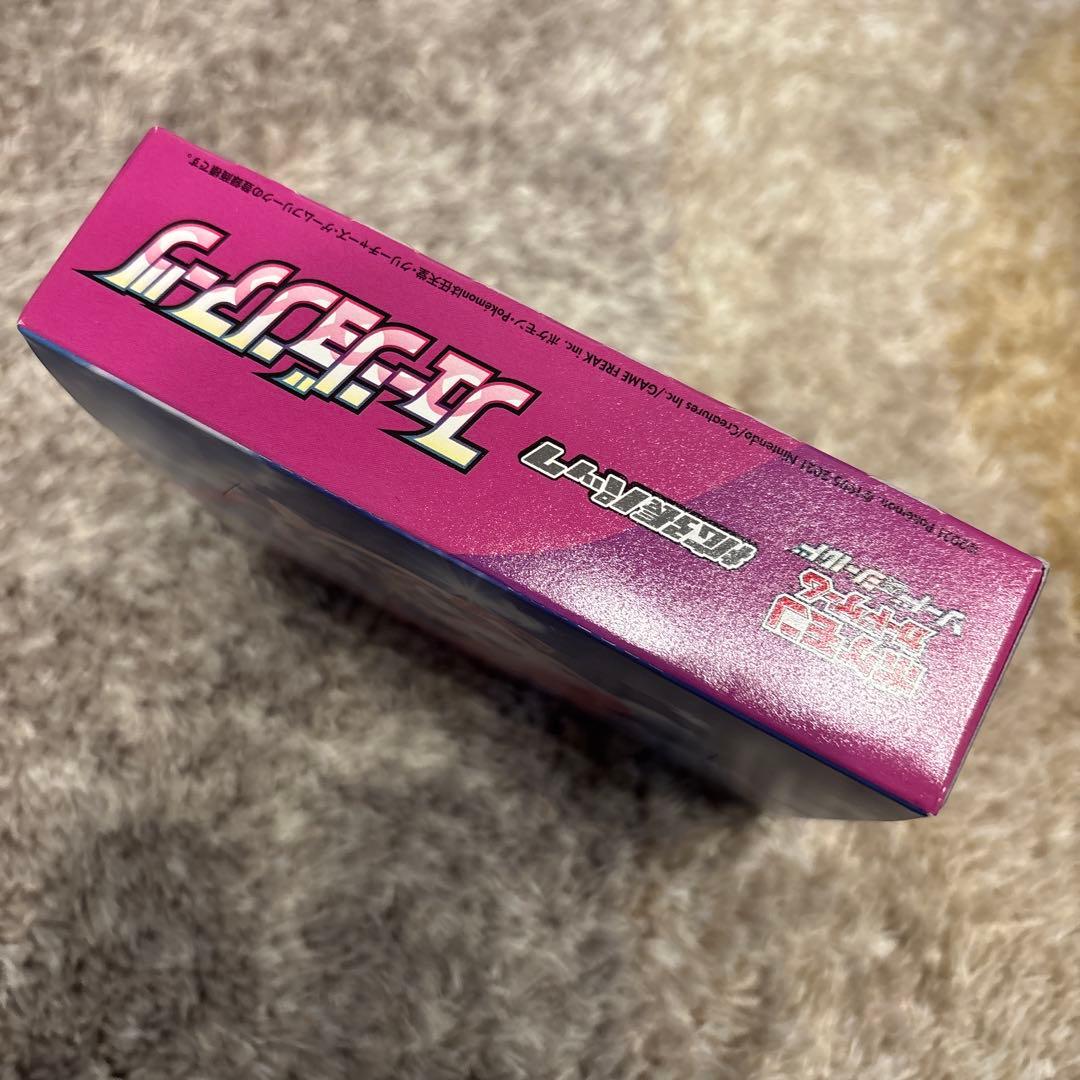 ポケモン
カードゲーム
ソード&シールド
拡張パック
フュージョンアーツ
©2021 Pokémon. ©1995-2021 Nintendo/Creatures Inc./GAME FREAK inc. ポケモン・Pokémonは任天堂・クリーチャーズ・ゲームフリークの登録商標です。